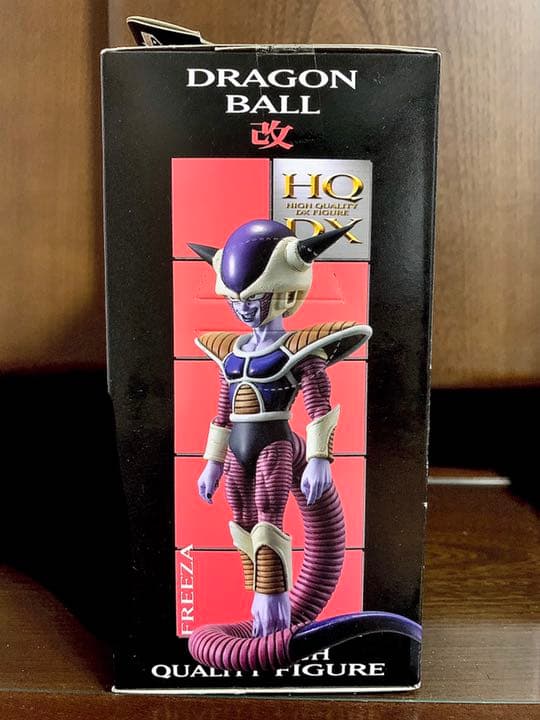 DRAGON
BALL
改
HQ
HIGH QUALITY
DX FIGURE
DX
FREEZA
QUALITY FIGURE